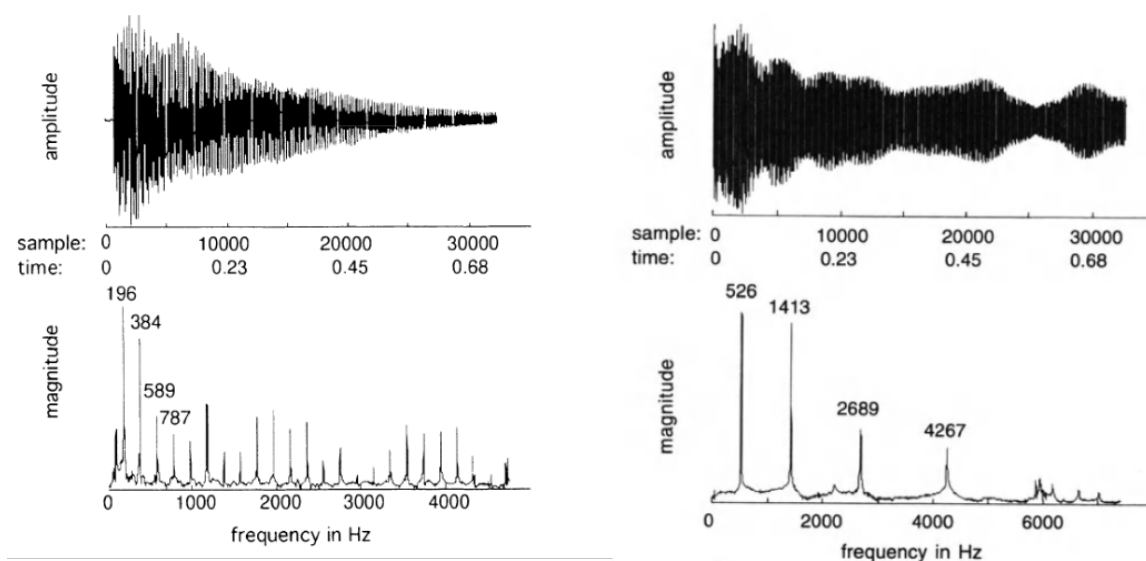 amplitude
sample: 0 10000 20000 30000
time: 0 0.23 0.45 0.68
196
384
589
787
magnitude
0 1000 2000 3000 4000
frequency in Hz
amplitude
sample: 0 10000 20000 30000
time: 0 0.23 0.45 0.68
526
1413
2689
4267
magnitude
0 2000 4000 6000
frequency in Hz